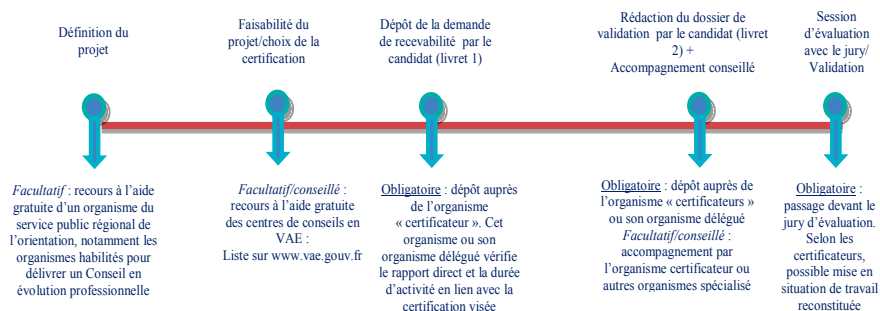 Définition du
projet
Faisabilité du
projet/choix de la
certification
Dépôt de la demande
de recevabilité par le
candidat (livret 1)
Rédaction du dossier de
validation par le candidat (livret
2) +
Accompagnement conseillé
Session
d’évaluation
avec le jury/
Validation
Facultatif : recours à l’aide
gratuite d’un organisme du
service public régional de
l’orientation, notamment les
organismes habilités pour
délivrer un Conseil en
évolution professionnelle
Facultatif/conseillé :
recours à l’aide gratuite
des centres de conseils en
VAE :
Liste sur www.vae.gouv.fr
Obligatoire : dépôt auprès
de l’organisme
« certificateur ». Cet
organisme ou son
organisme délégué vérifie
le rapport direct et la durée
d’activité en lien avec la
certification visée
Obligatoire : dépôt auprès de
l’organisme « certificateurs »
ou son organisme délégué
Facultatif/conseillé :
accompagnement par
l’organisme certificateur ou
autres organismes spécialisé
Obligatoire :
passage devant le
jury d’évaluation.
Selon les
certificateurs,
possible mise en
situation de travail
reconstituée